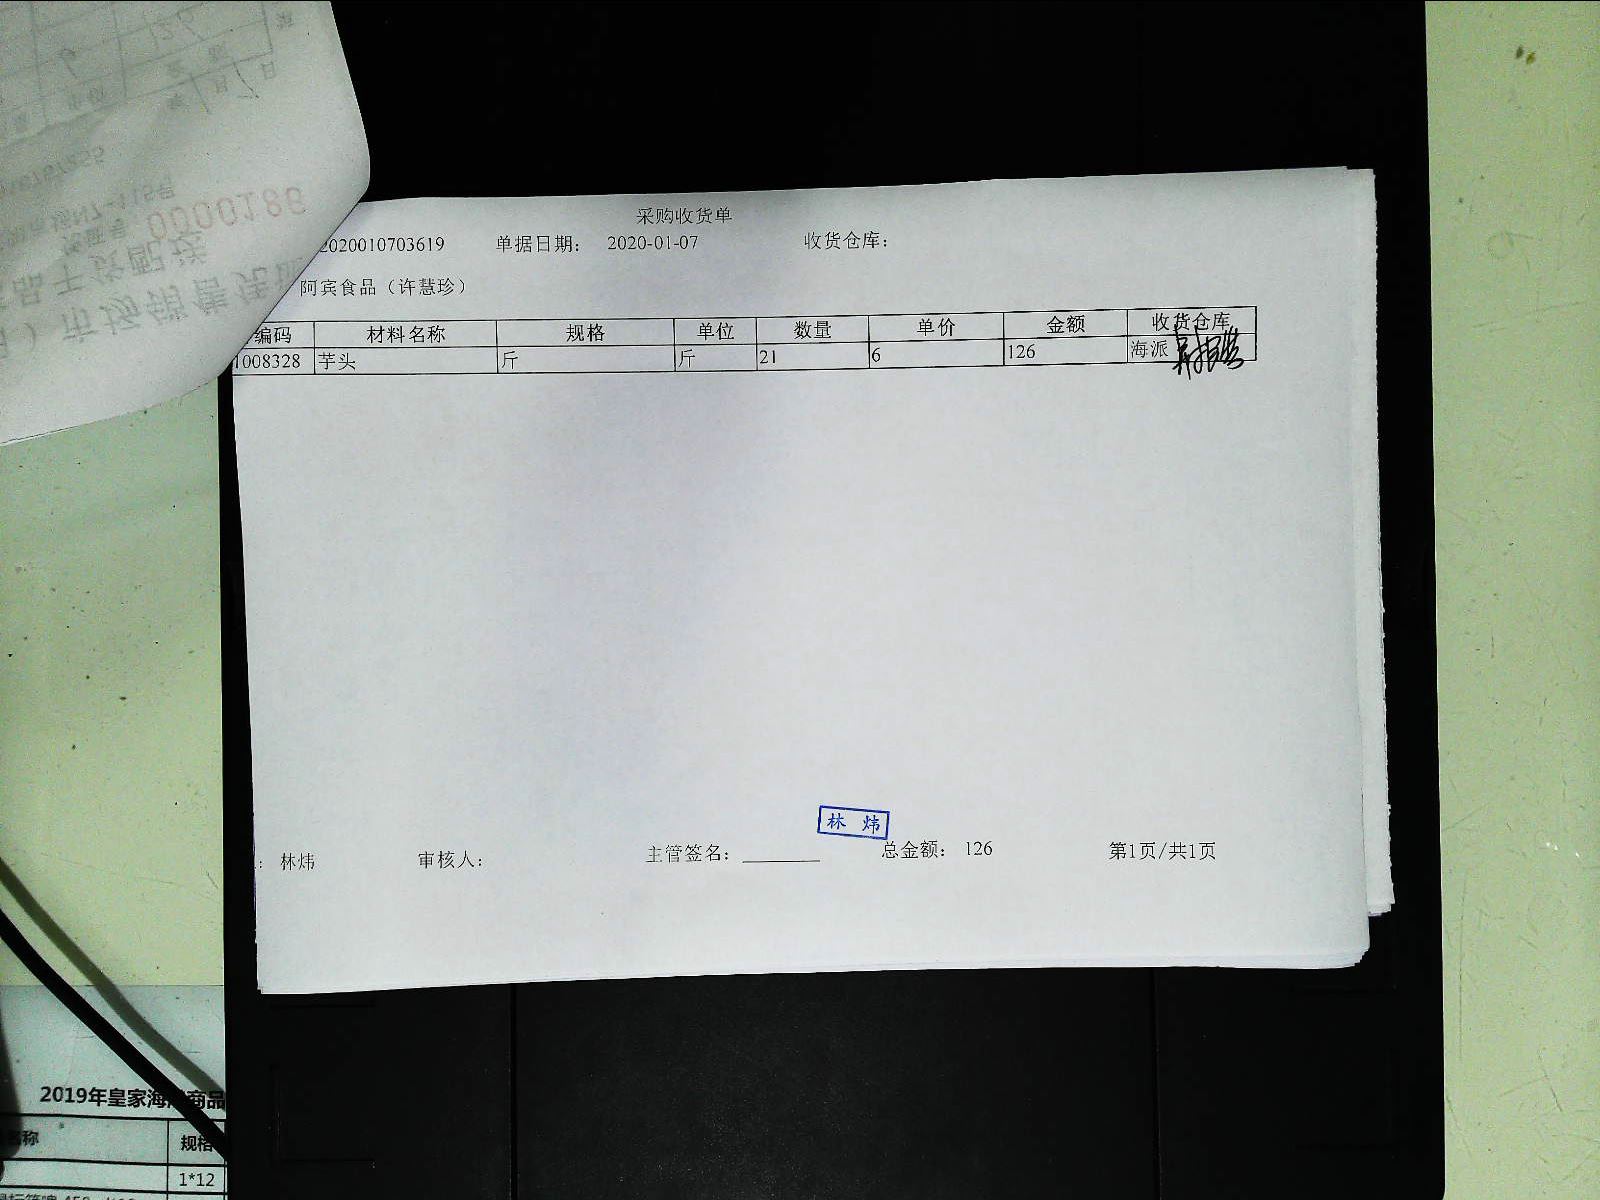 采购收货单
2020010703619 单据日期： 2020-01-07 收货仓库：
阿宾食品（许慧珍）
编码 材料名称 规格 单位 数量 单价 金额 收货仓库
1008328 芋头 斤 斤 21 6 126 海派
林 炜
： 林炜 审核人： 主管签名： 总金额： 126 第1页/共1页
0000186
2019年皇家海 商品
名称 规格
1*12